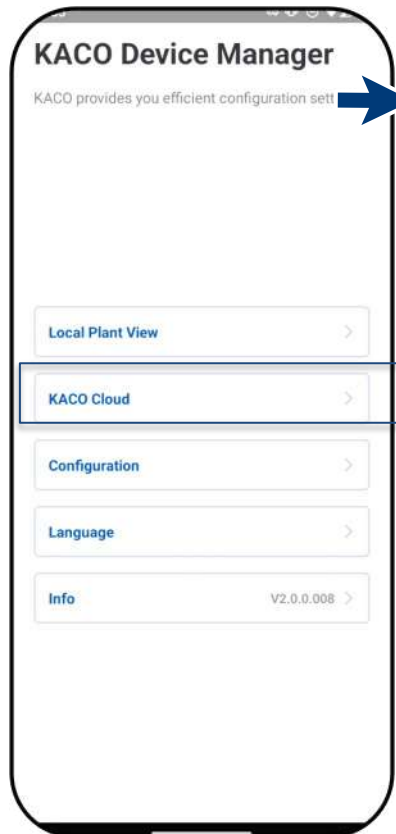 KACO Device Manager
KACO provides you efficient configuration sett
Local Plant View
KACO Cloud
Configuration
Language
Info V2.0.0.008